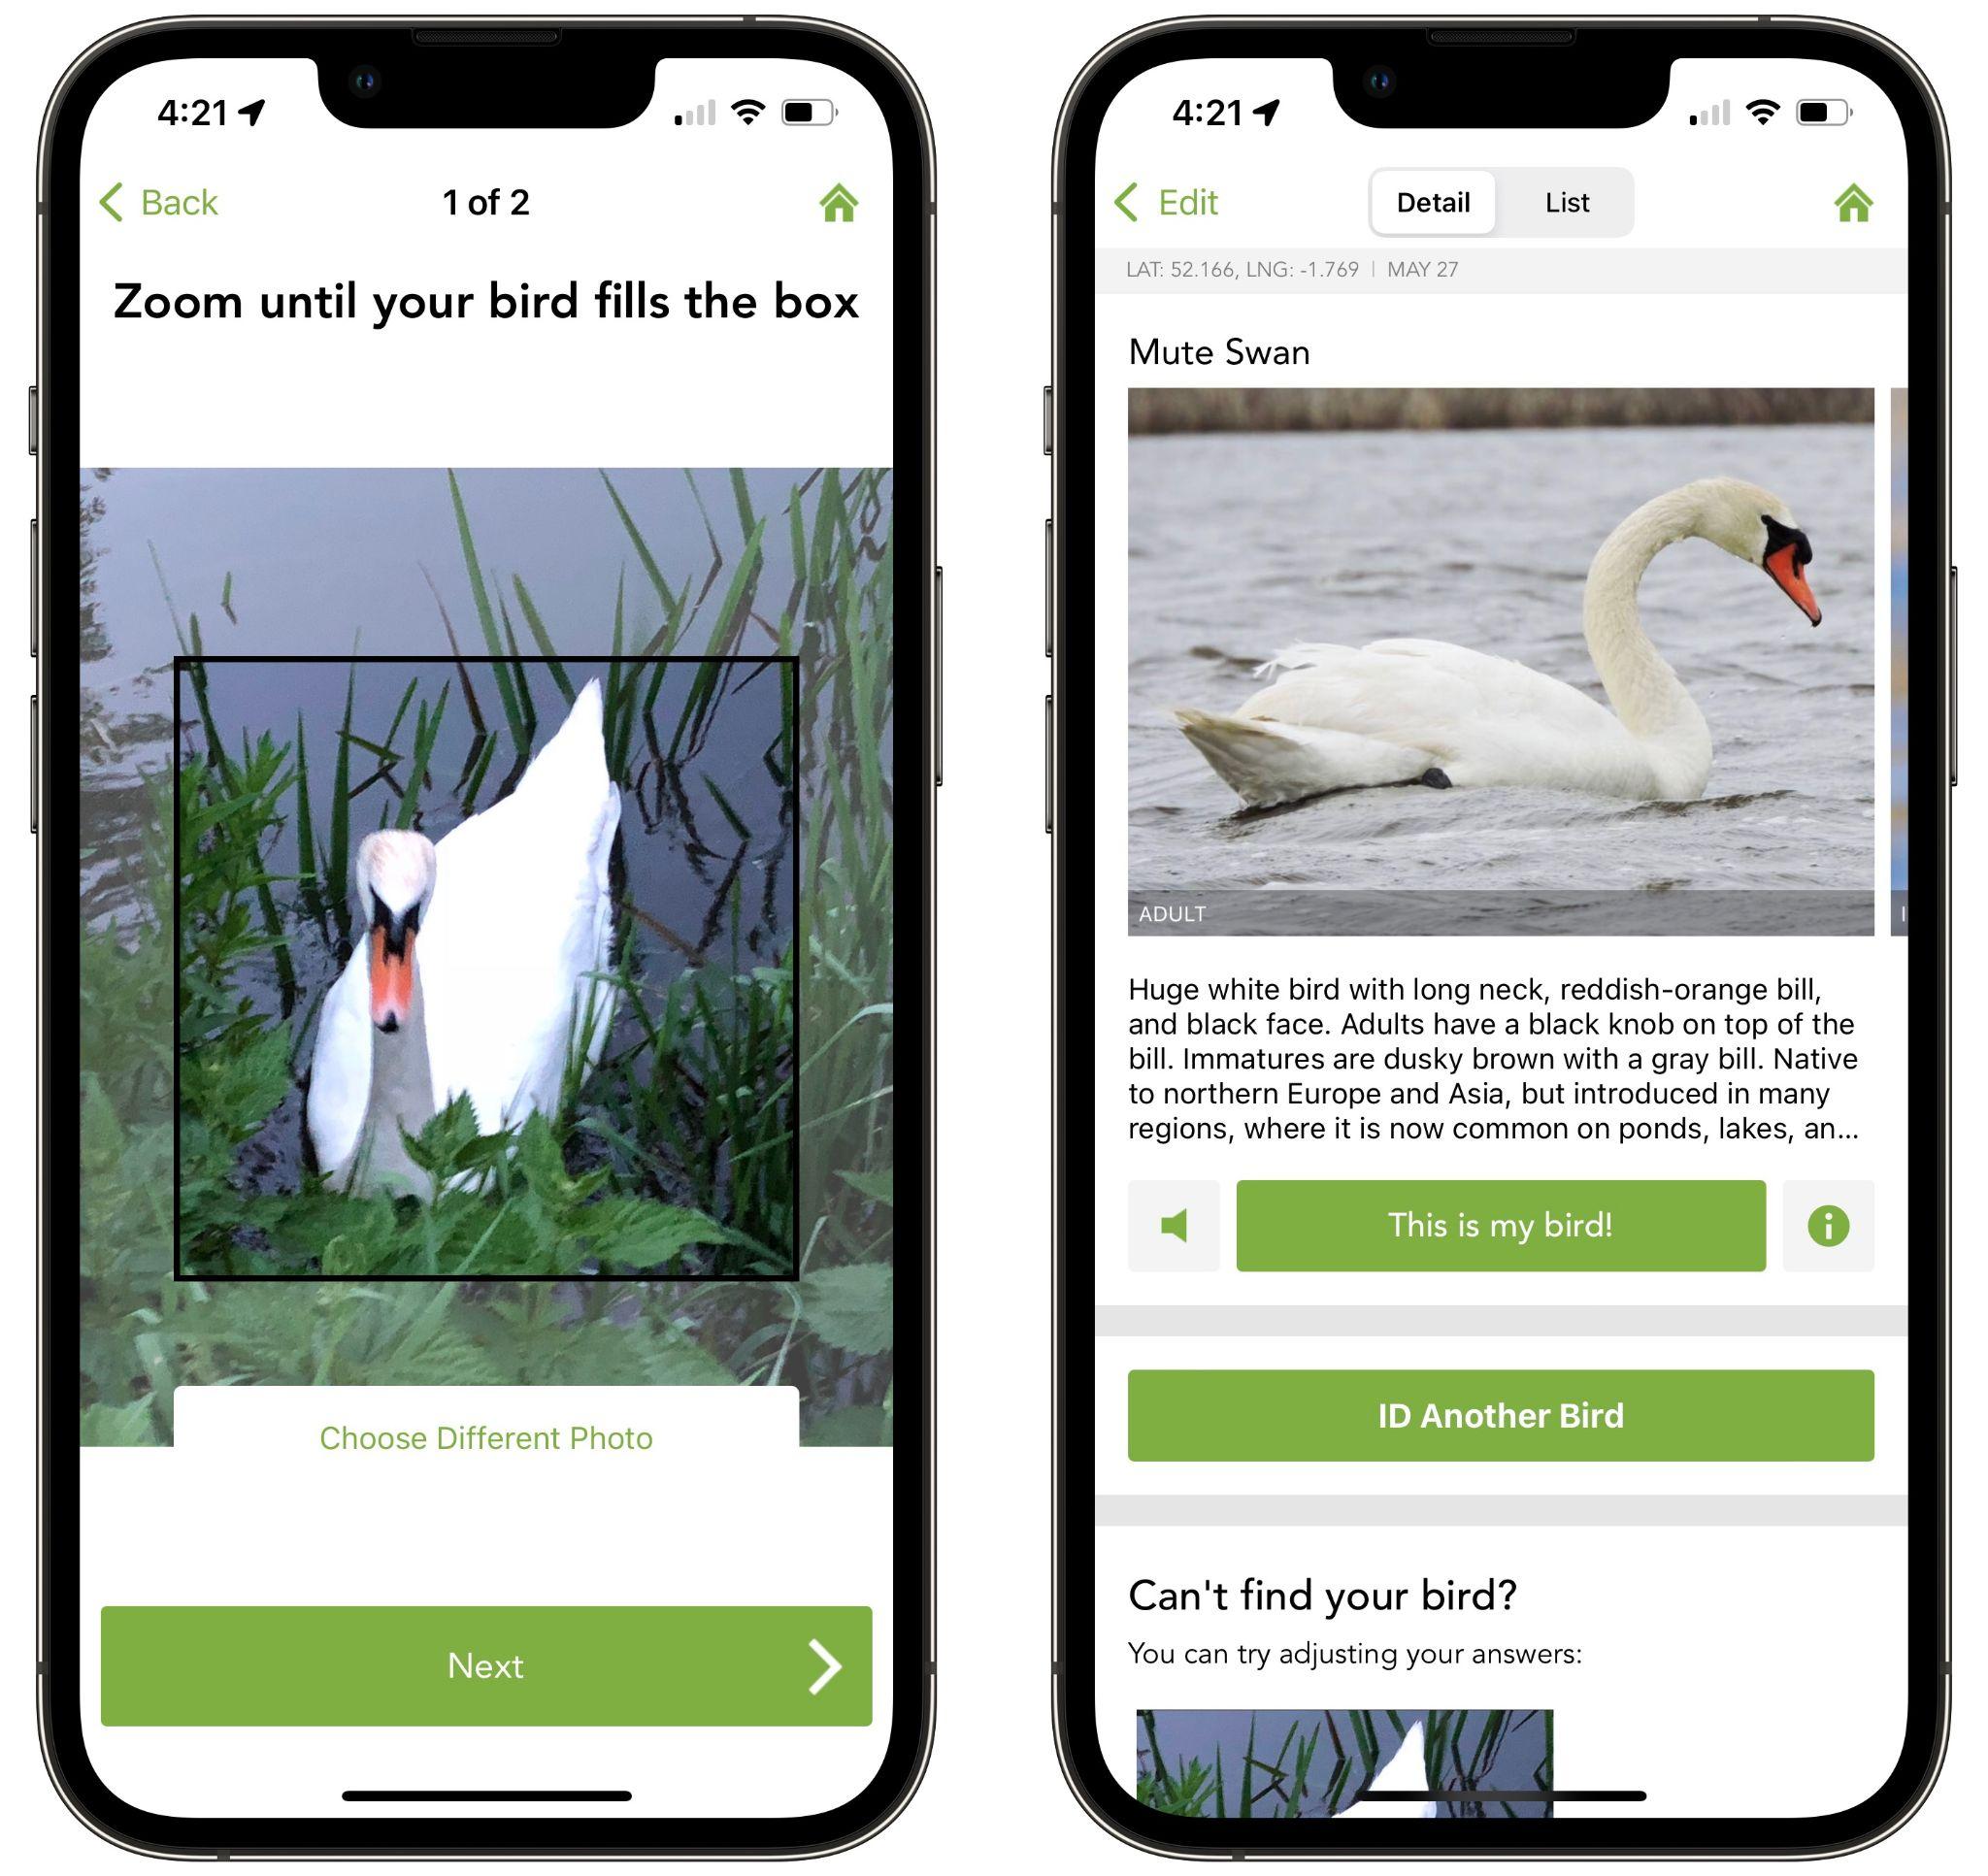 4:21
Back
1 of 2
Zoom until your bird fills the box
Choose Different Photo
Next
4:21
Edit
Detail
List
LAT: 52.166, LNG: -1.769 | MAY 27
Mute Swan
ADULT
I
Huge white bird with long neck, reddish-orange bill,
and black face. Adults have a black knob on top of the
bill. Immatures are dusky brown with a gray bill. Native
to northern Europe and Asia, but introduced in many
regions, where it is now common on ponds, lakes, an...
This is my bird!
ID Another Bird
Can't find your bird?
You can try adjusting your answers: